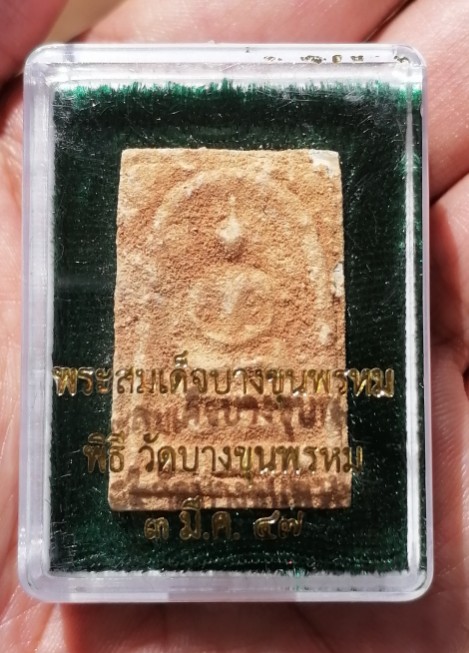 พระสมเด็จบางขุนพรหม
พิธี วัดบางขุนพรหม
๓ มี.ค. ๔๗